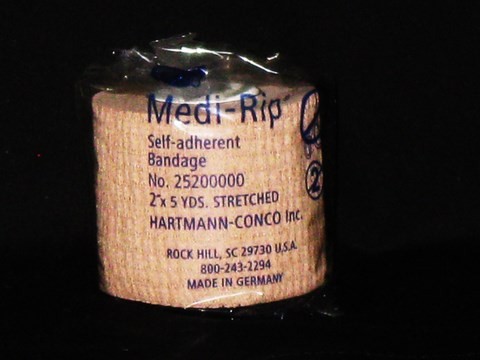 Medi-Rip
Self-adherent
Bandage
No. 25200000
2"x 5 YDS. STRETCHED
HARTMANN-CONCO Inc.
ROCK HILL, SC 29730 U.S.A.
800-243-2294
MADE IN GERMANY
2